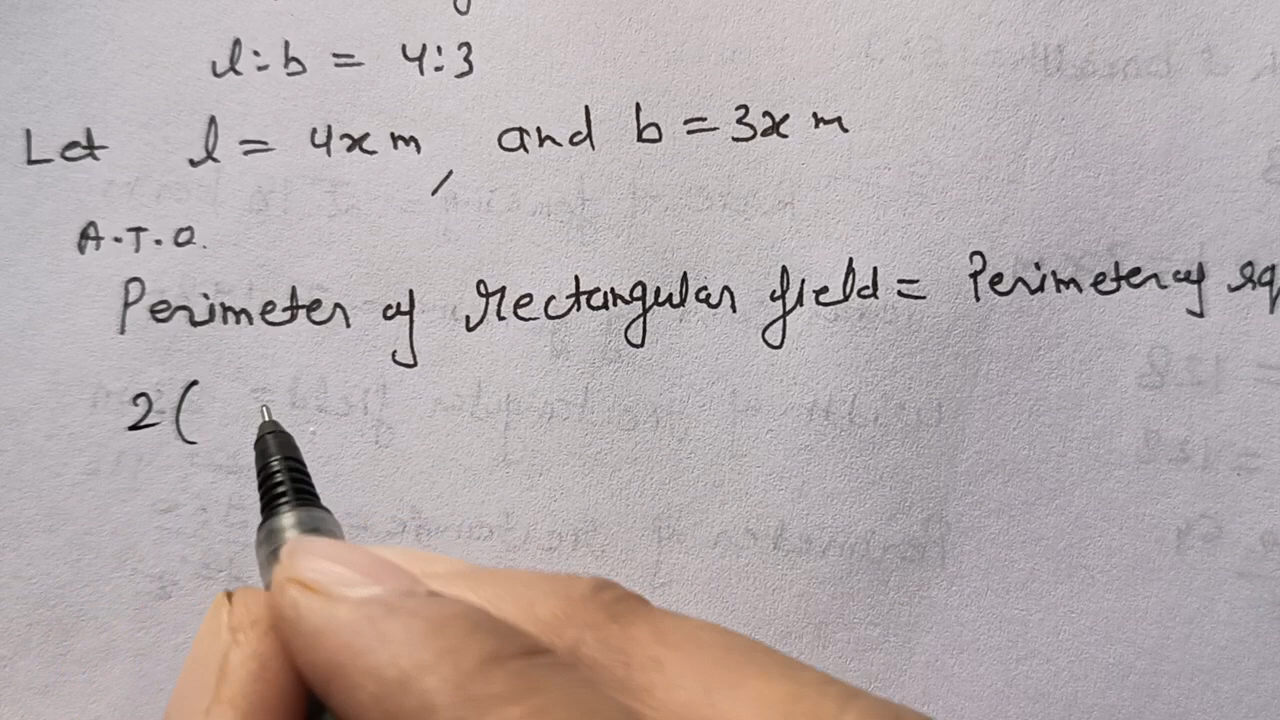 l:b = 4:3
Let l = 4x m, and b = 3x m
A.T.Q.
Perimeter of rectangular field = Perimeter of sq
2(